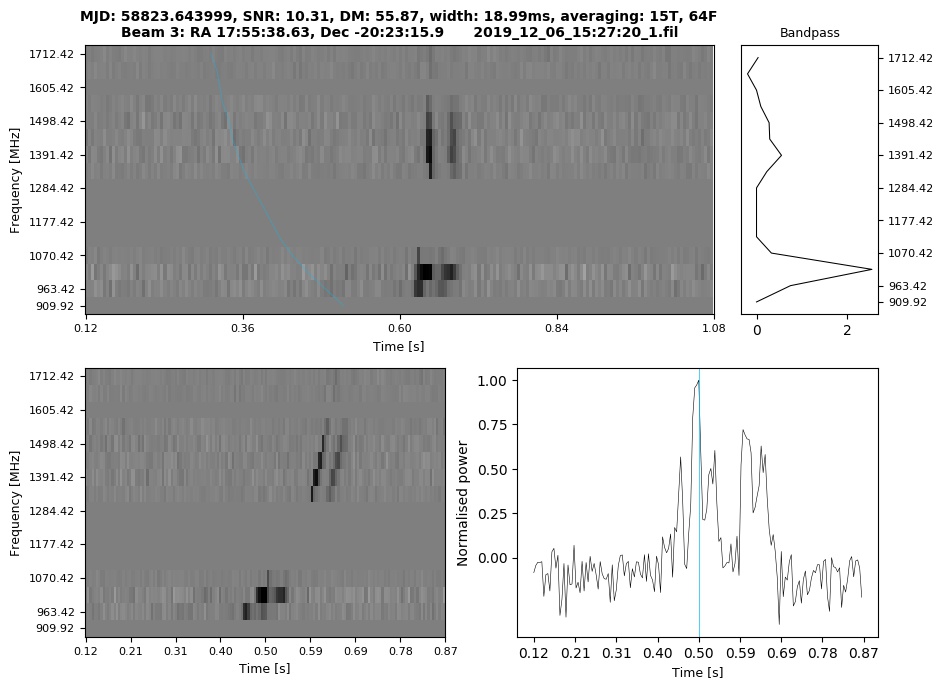 MJD: 58823.643999, SNR: 10.31, DM: 55.87, width: 18.99ms, averaging: 15T, 64F
Beam 3: RA 17:55:38.63, Dec -20:23:15.9 2019_12_06_15:27:20_1.fil
Bandpass
1712.42
1605.42
1498.42
1391.42
1284.42
1177.42
1070.42
963.42
909.92
Frequency [MHz]
0.12 0.36 0.60 0.84 1.08
Time [s]
1712.42
1605.42
1498.42
1391.42
1284.42
1177.42
1070.42
963.42
909.92
0 2
1712.42
1605.42
1498.42
1391.42
1284.42
1177.42
1070.42
963.42
909.92
Frequency [MHz]
0.12 0.21 0.31 0.40 0.50 0.59 0.69 0.78 0.87
Time [s]
1.00
0.75
0.50
0.25
0.00
Normalised power
0.12 0.21 0.31 0.40 0.50 0.59 0.69 0.78 0.87
Time [s]